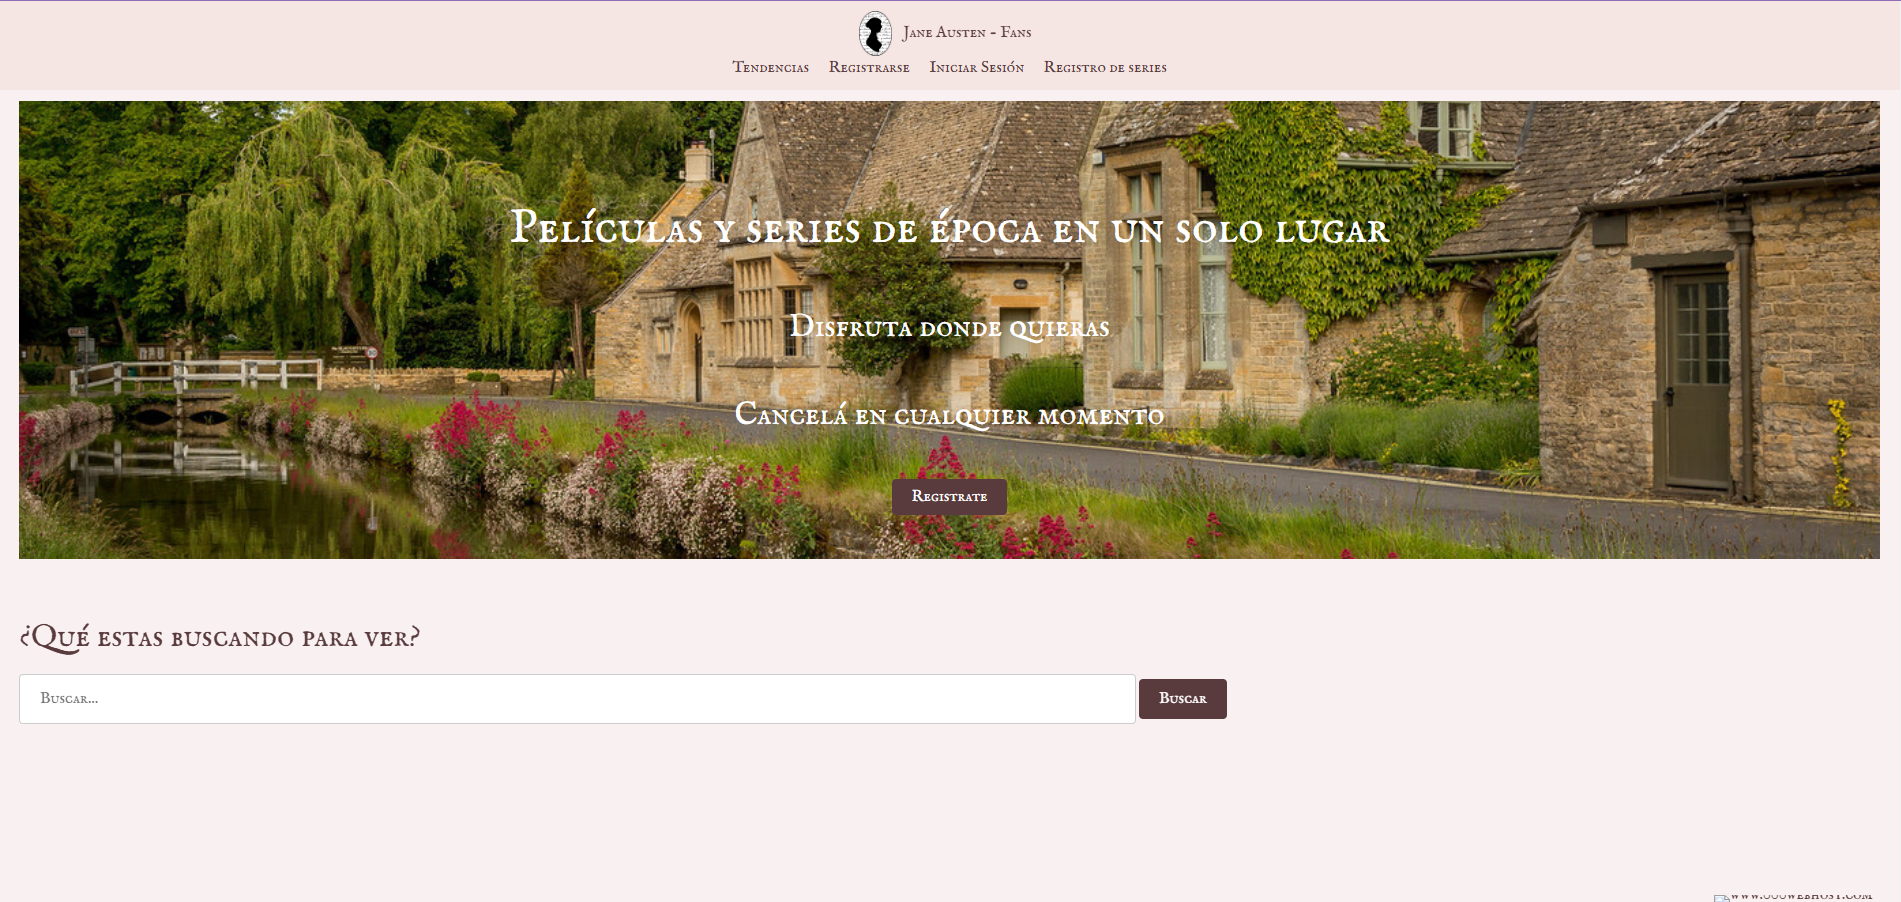 Jane Austen - Fans
Tendencias Registrarse Iniciar Sesión Registro de series
Películas y series de época en un solo lugar
Disfruta donde quieras
Cancelá en cualquier momento
Registrate
¿Qué estas buscando para ver?
Buscar... Buscar
www.000webhost.com